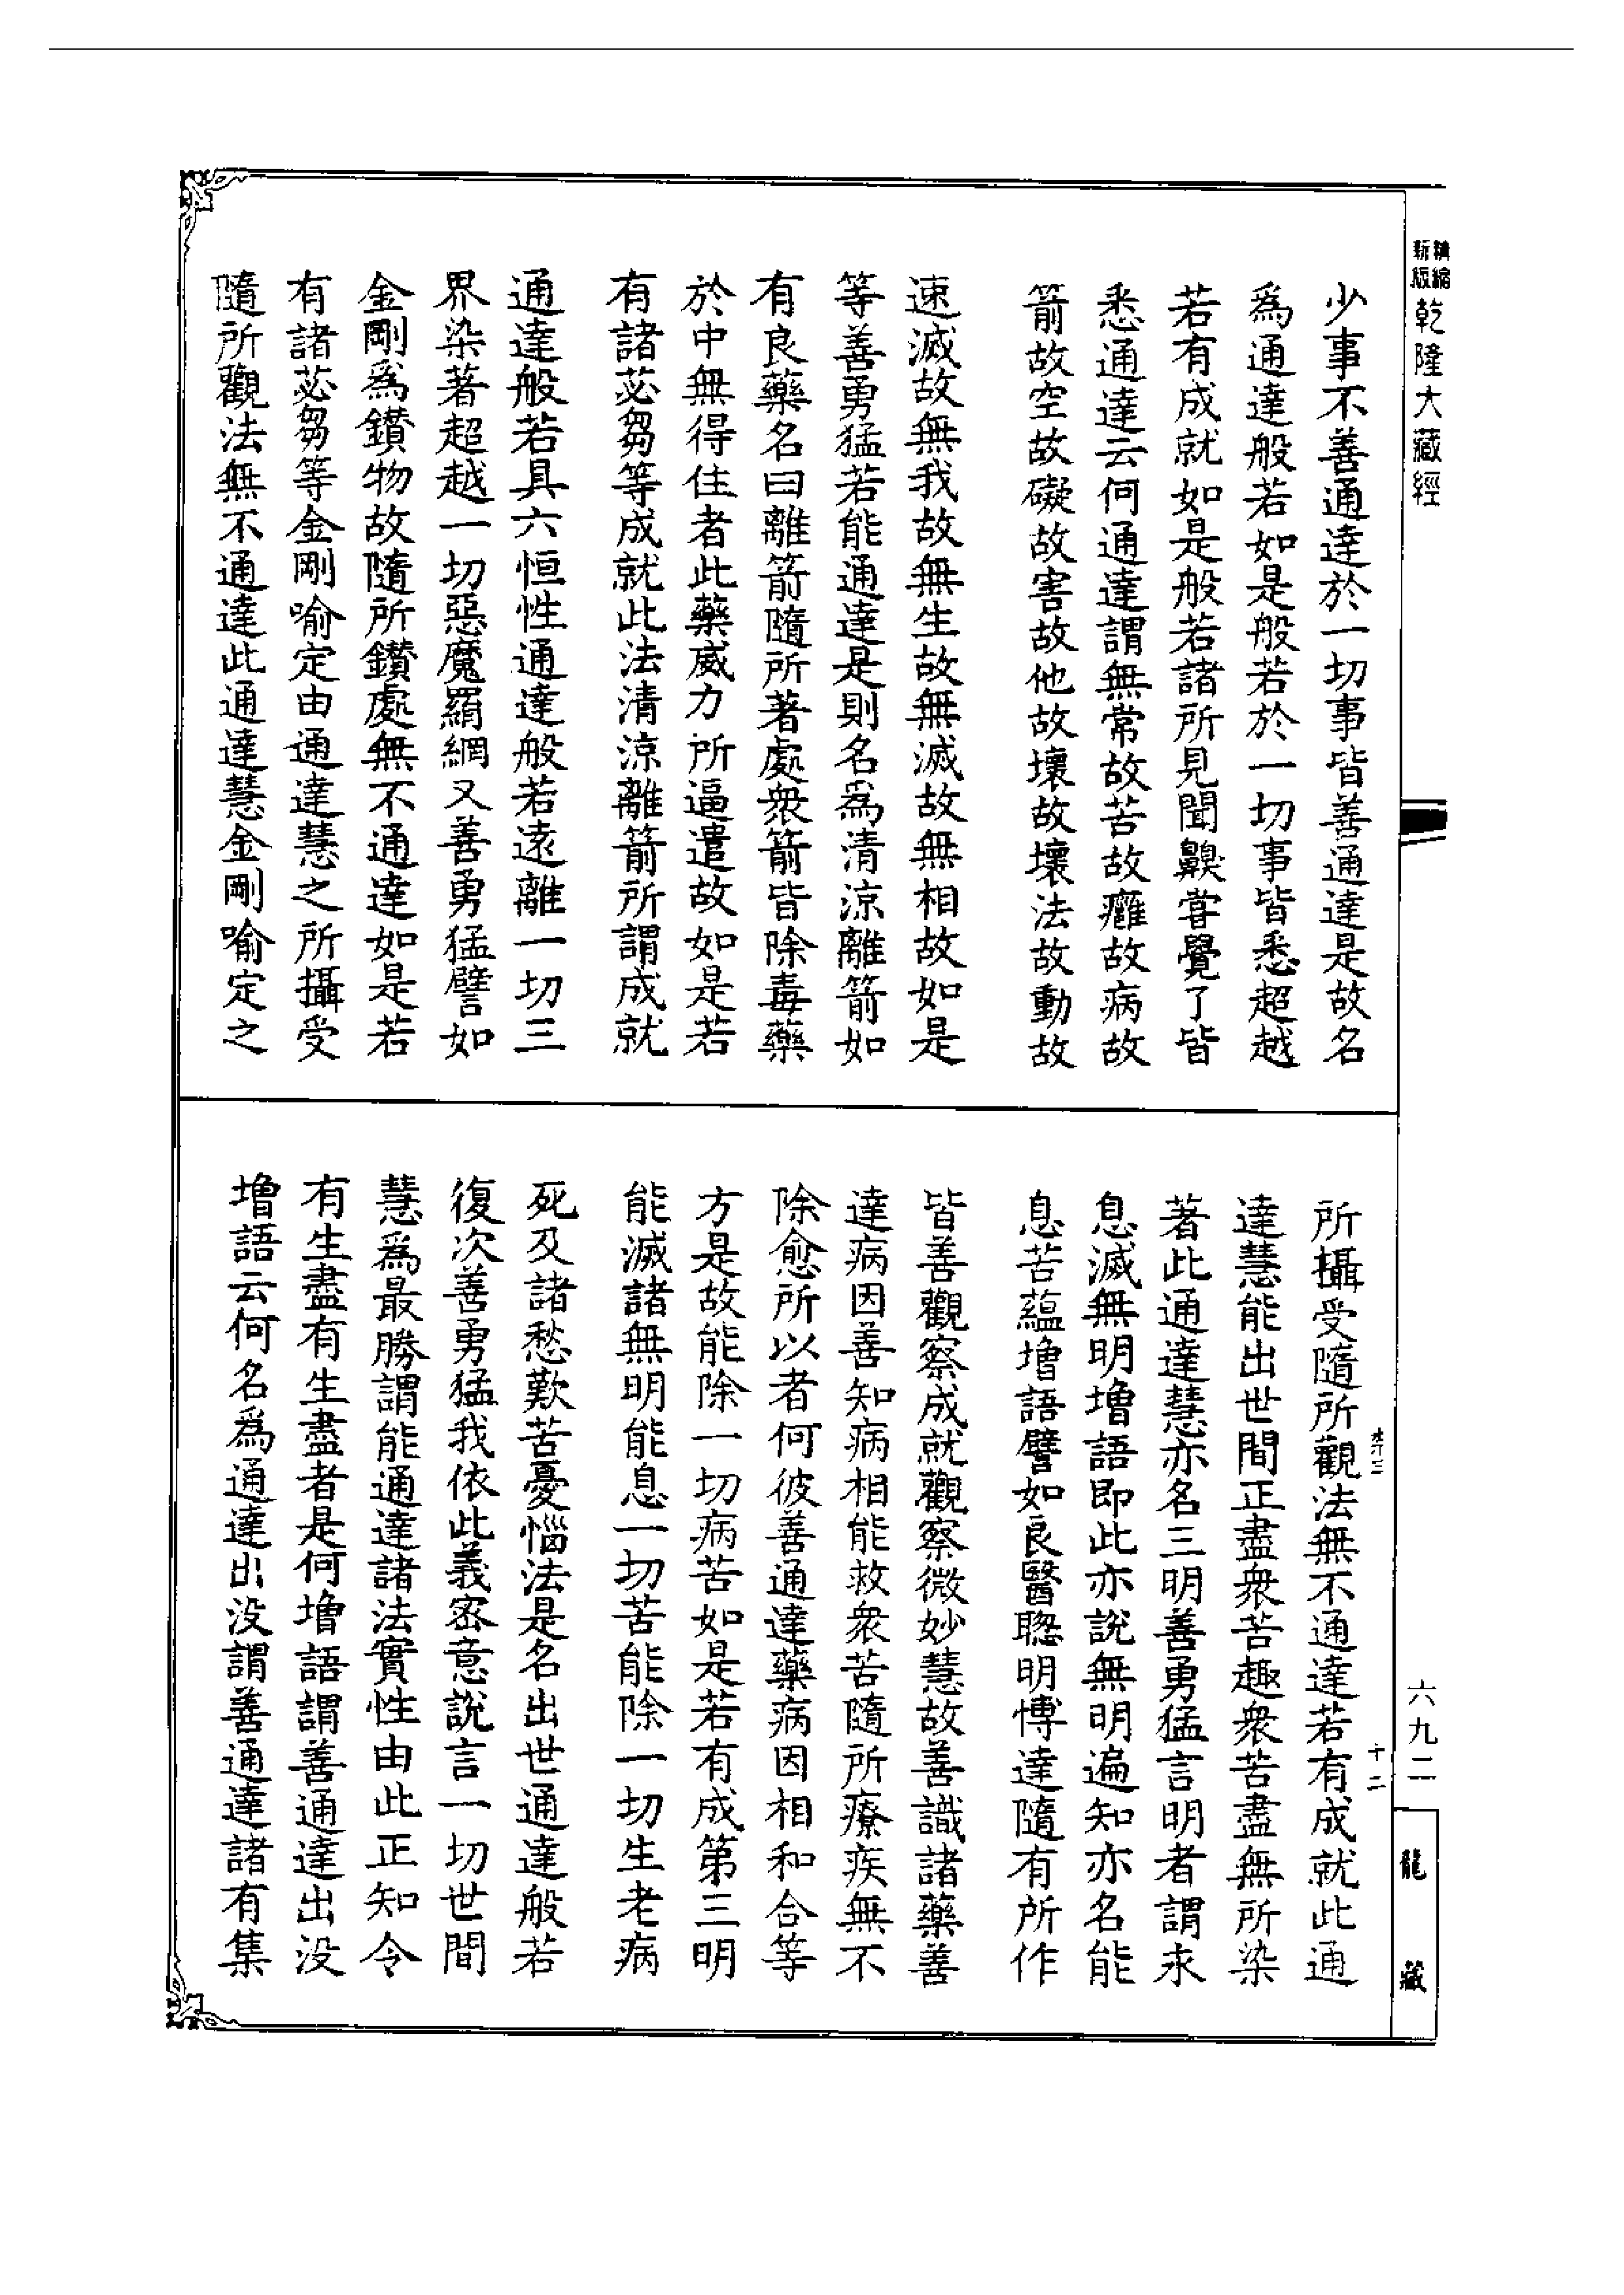 精縮
新版
乾隆大藏經
少事不善通達於一切事皆善通達是故名
為通達般若如是般若於一切事皆悉超越
若有成就如是般若諸所見聞齅甞覺了皆
悉通達云何通達謂無常故苦故癰故病故
箭故空故礙故害故他故壞故壞法故動故
速滅故無我故無生故無滅故無相故如是
等善勇猛若能通達是則名為清涼離箭如
有良藥名曰離箭隨所著處衆箭皆除毒藥
於中無得住者此藥威力所逼遣故如是若
有諸苾芻等成就此法清涼離箭所謂成就
通達般若具六恒性通達般若遠離一切三
界染著超越一切惡魔羂網又善勇猛譬如
金剛為鑚物故隨所鑚處無不通達如是若
有諸苾芻等金剛喻定由通達慧之所攝受
隨所觀法無不通達此通達慧金剛喻定之
所攝受隨所觀法無不通達若有成就此通
達慧能出世間正盡衆苦趣衆苦盡無所染
著此通達慧亦名三明善勇猛言明者謂永
息滅無明增語即此亦說無明遍知亦名能
息苦蘊增語譬如良醫聰明博達隨有所作
皆善觀察成就觀察微妙慧故善識諸藥善
達病因善知病相能救衆苦隨所療疾無不
除愈所以者何彼善通達藥病因相和合等
方是故能除一切病苦如是若有成第三明
能滅諸無明能息一切苦能除一切生老病
死及諸愁歎苦憂惱法是名出世通達般若
復次善勇猛我依此義密意說言一切世間
慧為最勝謂能通達諸法實性由此正知令
有生盡有生盡者是何增語謂善通達出没
增語云何名為通達出没謂善通達諸有集
六九二
十二
龍藏